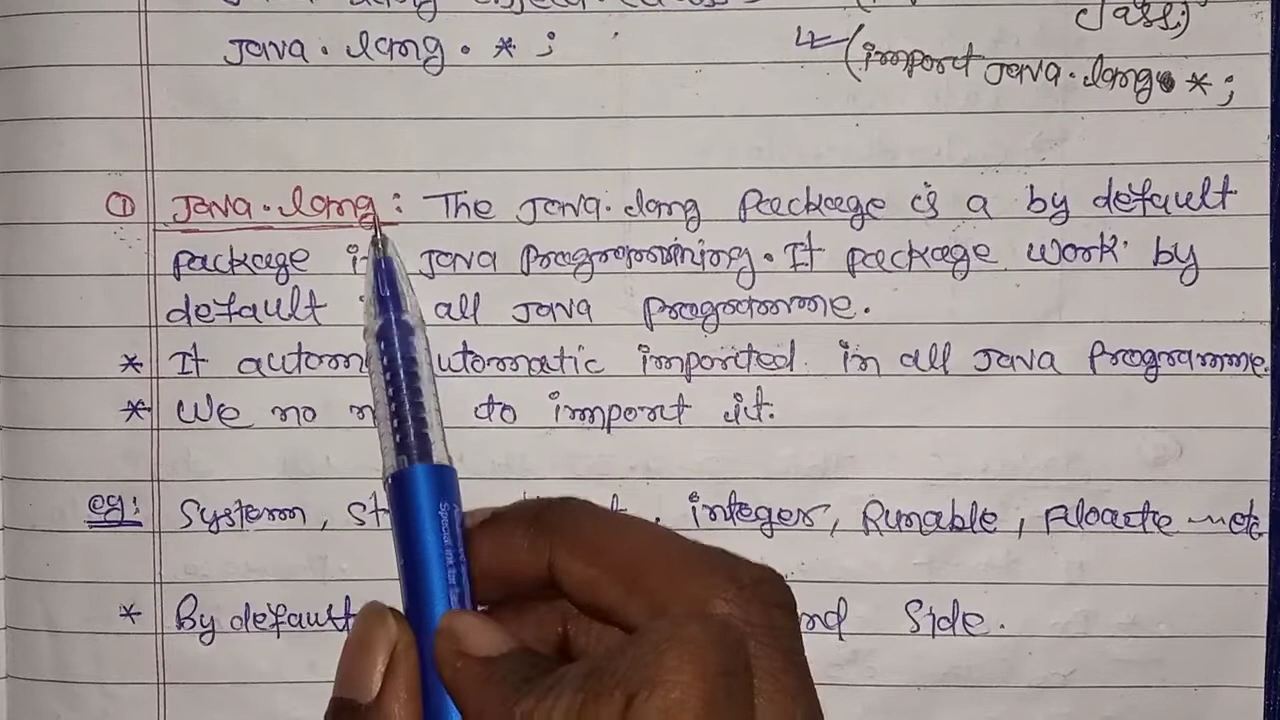 Class)
Java.lang.*;
(import Java.lang.*;
① Java.lang: The Java.lang Package is a by default
package in Java Programming. It package work by
default all Java programme.
* It autom automatic imported in all Java Programme.
* We no to import it.
eg: System, integer, Runable, Floate etc
* By default Side.